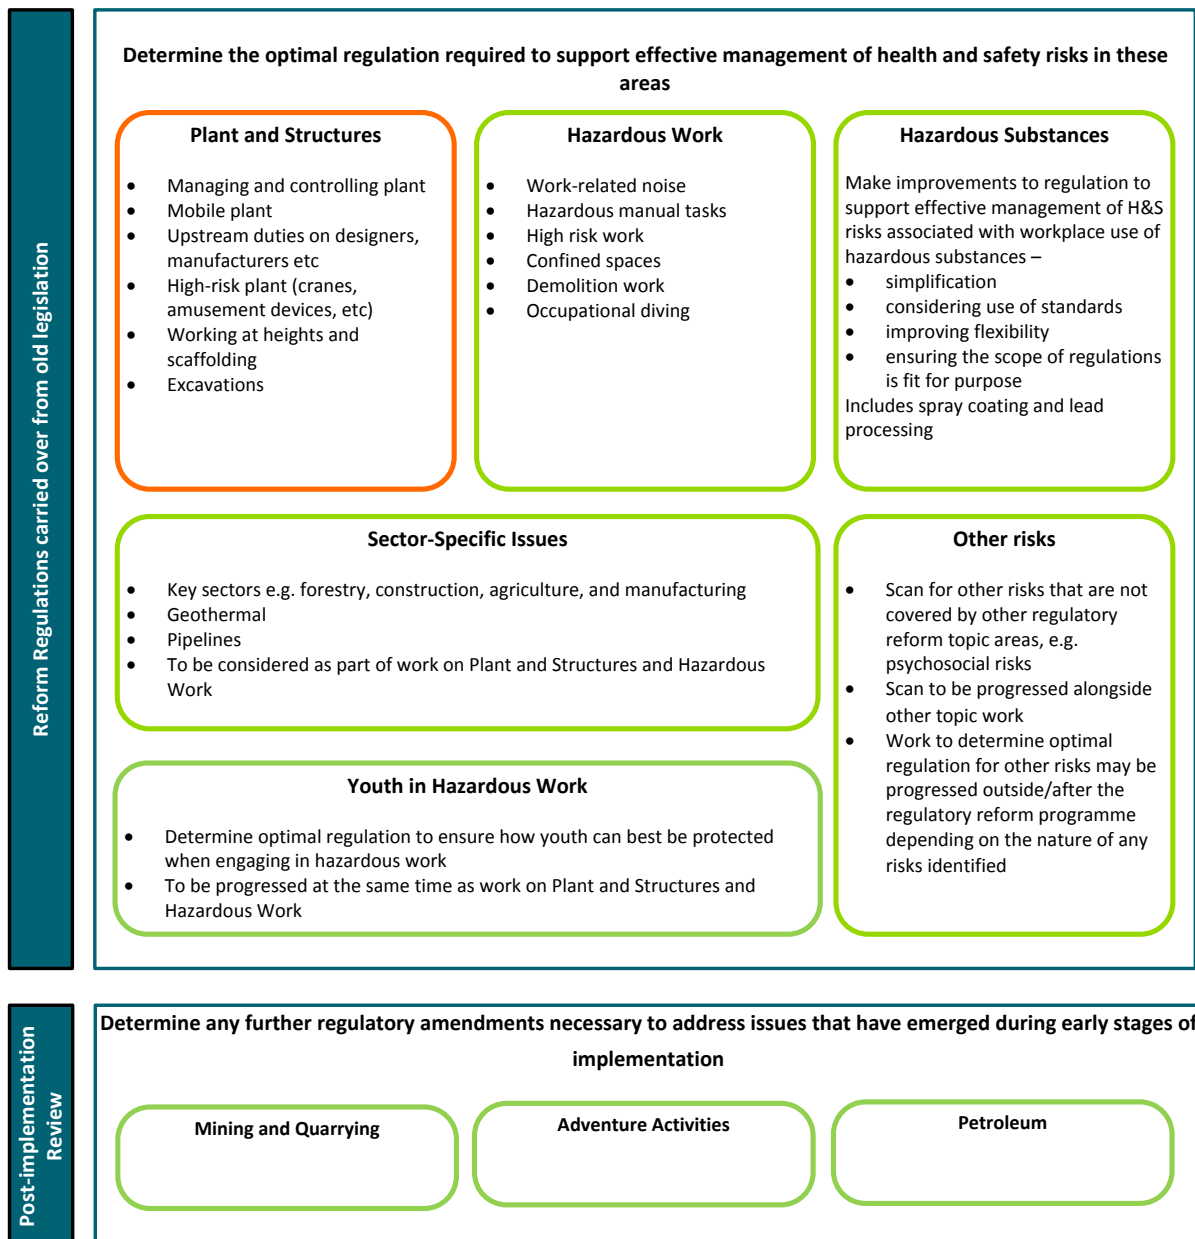 Reform Regulations carried over from old legislation
Determine the optimal regulation required to support effective management of health and safety risks in these
areas
Plant and Structures
• Managing and controlling plant
• Mobile plant
• Upstream duties on designers,
manufacturers etc
• High-risk plant (cranes,
amusement devices, etc)
• Working at heights and
scaffolding
• Excavations
Hazardous Work
• Work-related noise
• Hazardous manual tasks
• High risk work
• Confined spaces
• Demolition work
• Occupational diving
Hazardous Substances
Make improvements to regulation to
support effective management of H&S
risks associated with workplace use of
hazardous substances –
• simplification
• considering use of standards
• improving flexibility
• ensuring the scope of regulations
is fit for purpose
Includes spray coating and lead
processing
Sector-Specific Issues
• Key sectors e.g. forestry, construction, agriculture, and manufacturing
• Geothermal
• Pipelines
• To be considered as part of work on Plant and Structures and Hazardous
Work
Other risks
• Scan for other risks that are not
covered by other regulatory
reform topic areas, e.g.
psychosocial risks
• Scan to be progressed alongside
other topic work
• Work to determine optimal
regulation for other risks may be
progressed outside/after the
regulatory reform programme
depending on the nature of any
risks identified
Youth in Hazardous Work
• Determine optimal regulation to ensure how youth can best be protected
when engaging in hazardous work
• To be progressed at the same time as work on Plant and Structures and
Hazardous Work
Post-implementation
Review
Determine any further regulatory amendments necessary to address issues that have emerged during early stages of
implementation
Mining and Quarrying
Adventure Activities
Petroleum